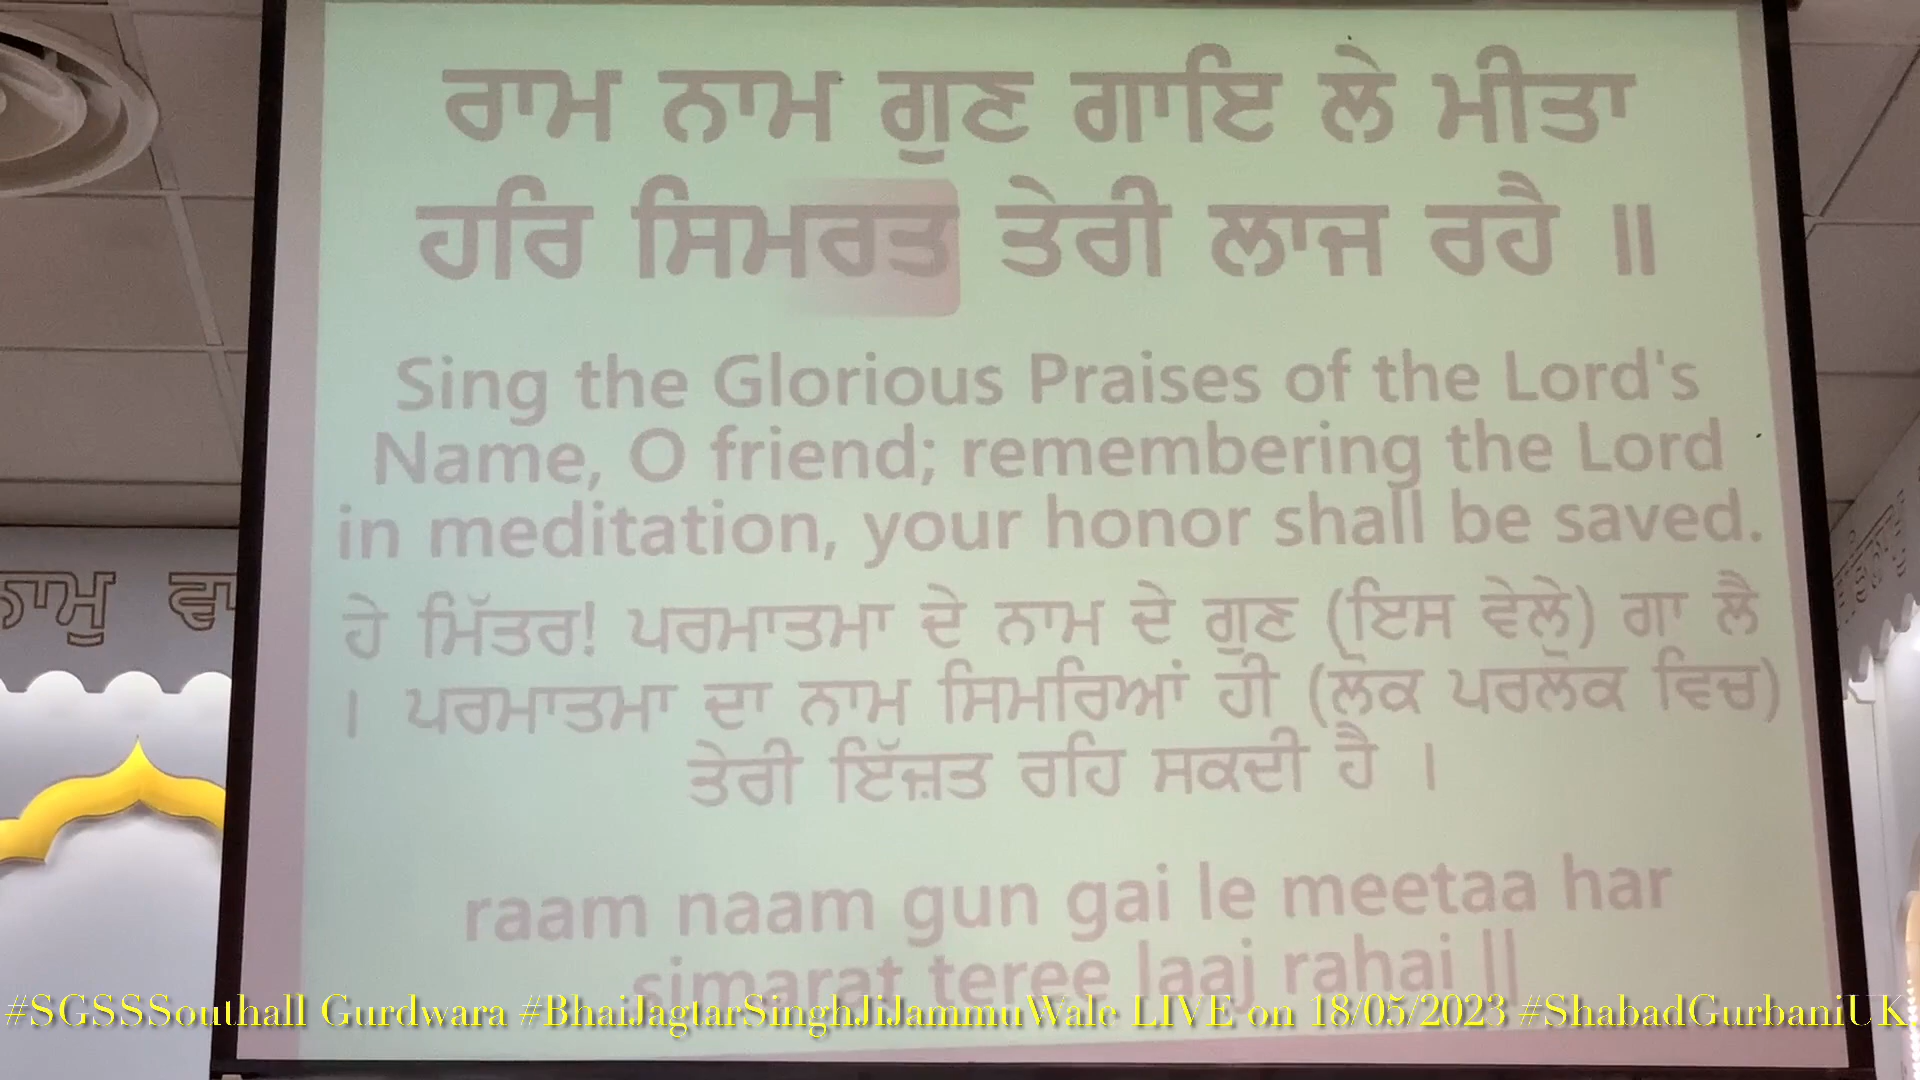 ਰਾਮ ਨਾਮ ਗੁਣ ਗਾਇ ਲੇ ਮੀਤਾ
ਹਰਿ ਸਿਮਰਤ ਤੇਰੀ ਲਾਜ ਰਹੈ ॥
Sing the Glorious Praises of the Lord's
Name, O friend; remembering the Lord
in meditation, your honor shall be saved.
ਹੇ ਮਿੱਤਰ! ਪਰਮਾਤਮਾ ਦੇ ਨਾਮ ਦੇ ਗੁਣ (ਇਸ ਵੇਲੇ) ਗਾ ਲੈ
। ਪਰਮਾਤਮਾ ਦਾ ਨਾਮ ਸਿਮਰਿਆਂ ਹੀ (ਲੋਕ ਪਰਲੋਕ ਵਿਚ)
ਤੇਰੀ ਇੱਜ਼ਤ ਰਹਿ ਸਕਦੀ ਹੈ ।
ਨਾਮੁ
raam naam gun gai le meetaa har
simarat teree laaj rahai ||
#SGSSSouthall Gurdwara #BhaiJagtarSinghJiJammuWale LIVE on 18/05/2023 #ShabadGurbaniUK